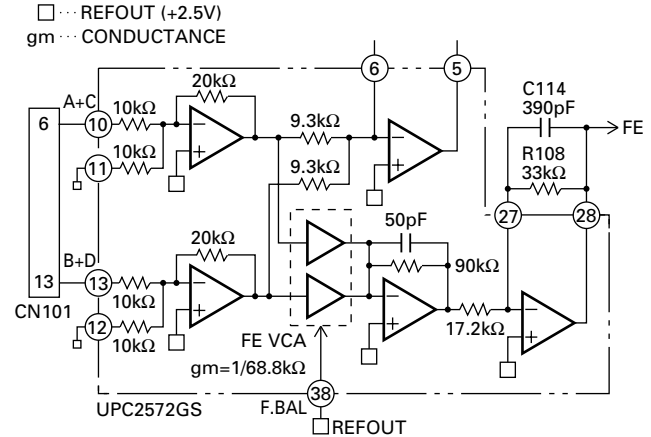 REFOUT (+2.5V)
gm ··· CONDUCTANCE
6
5
C114
390pF
FE
R108
33kΩ
A+C
6
10
10kΩ
20kΩ
9.3kΩ
11
10kΩ
9.3kΩ
27
28
50pF
90kΩ
B+D
13
13
10kΩ
20kΩ
CN101
12
10kΩ
17.2kΩ
FE VCA
gm=1/68.8kΩ
38
UPC2572GS
F.BAL
REFOUT